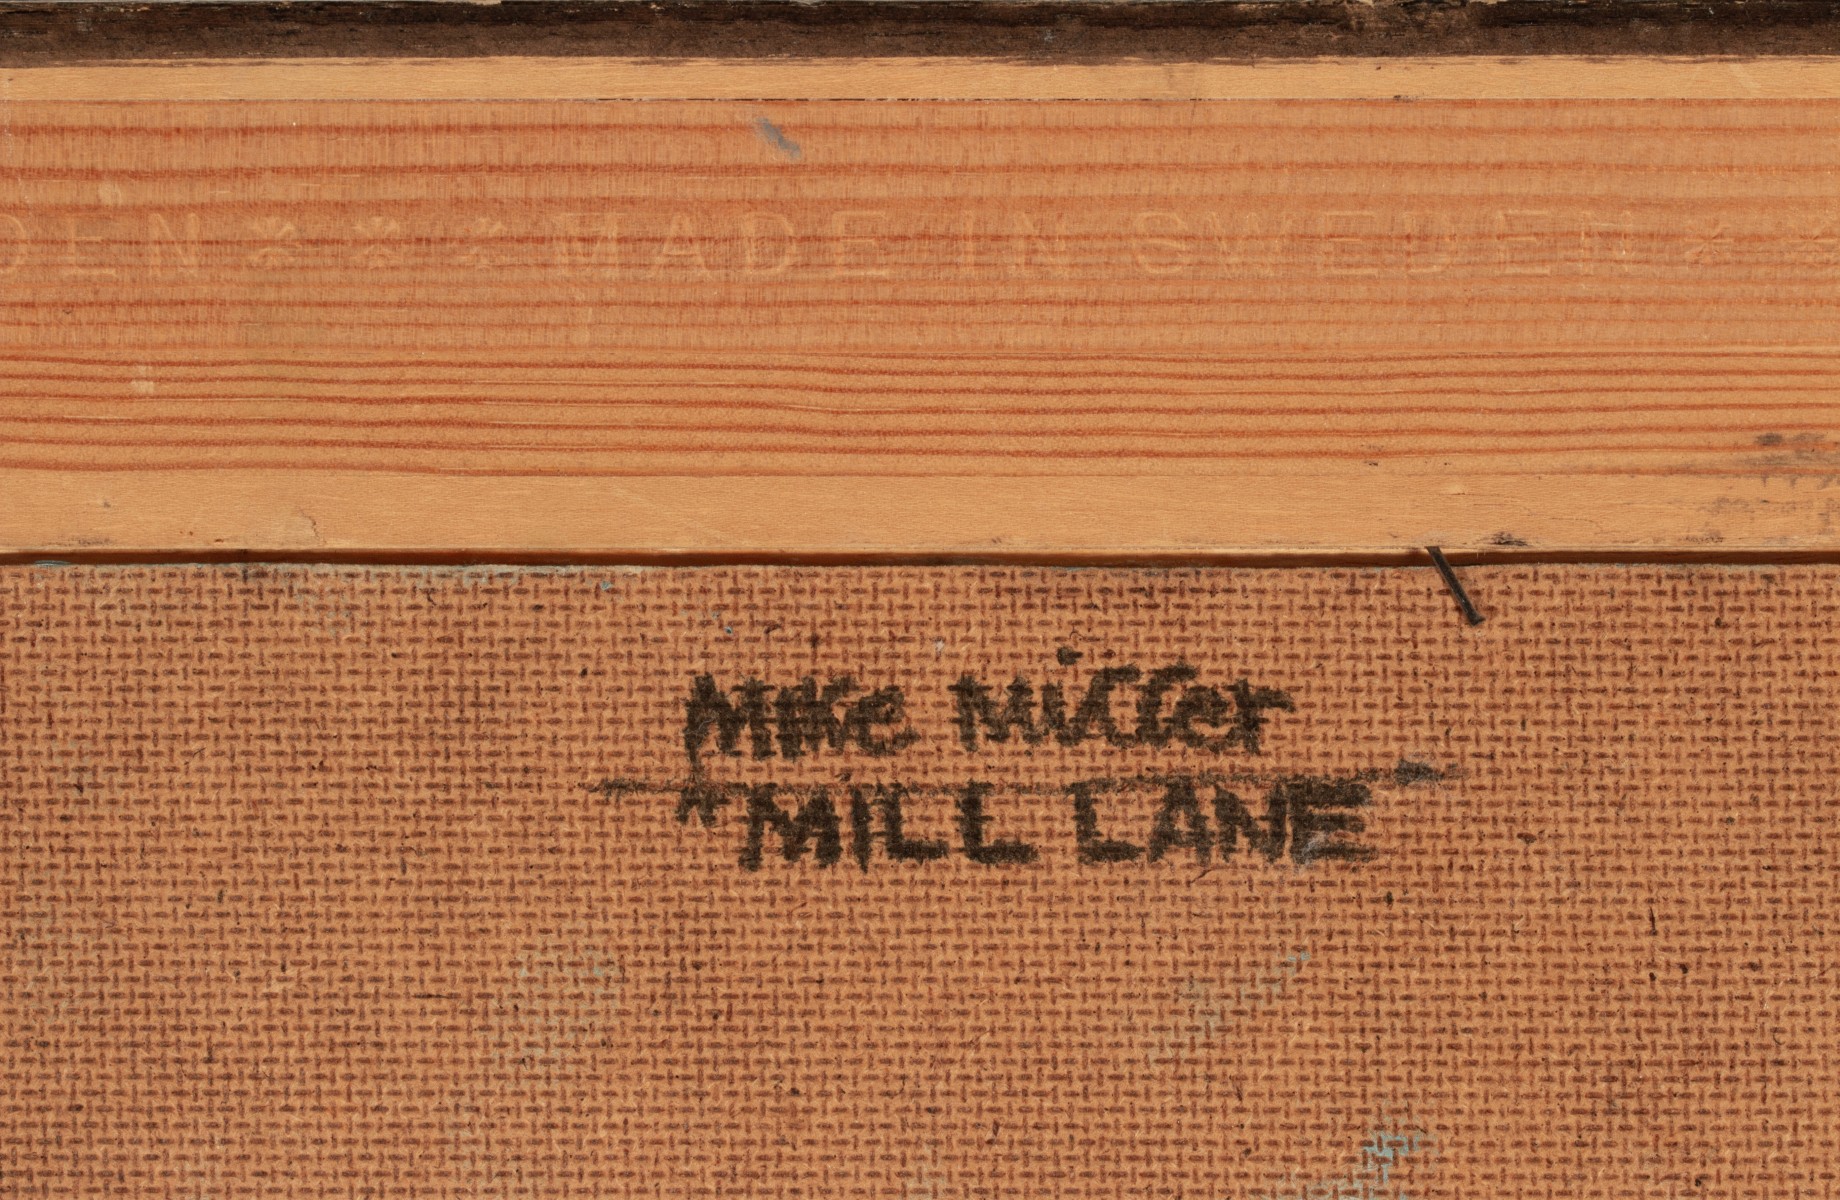 DEN * * * MADE IN SWEDEN * *
Mike Miller
"MILL LANE